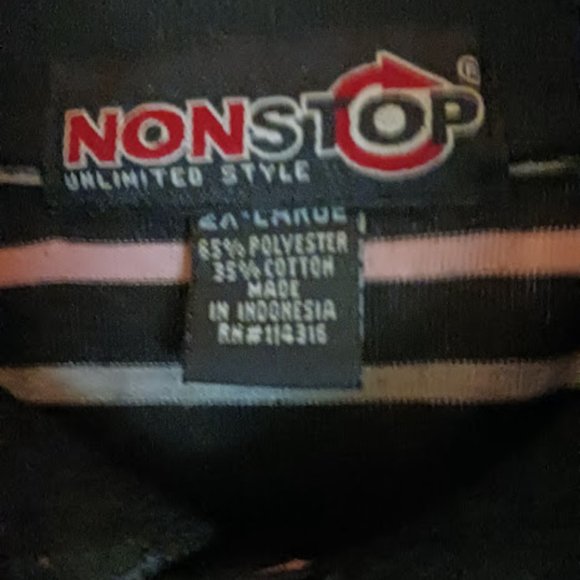 NONSTOP®
UNLIMITED STYLE
2X-LARGE
65% POLYESTER
35% COTTON
MADE
IN INDONESIA
RN#114316